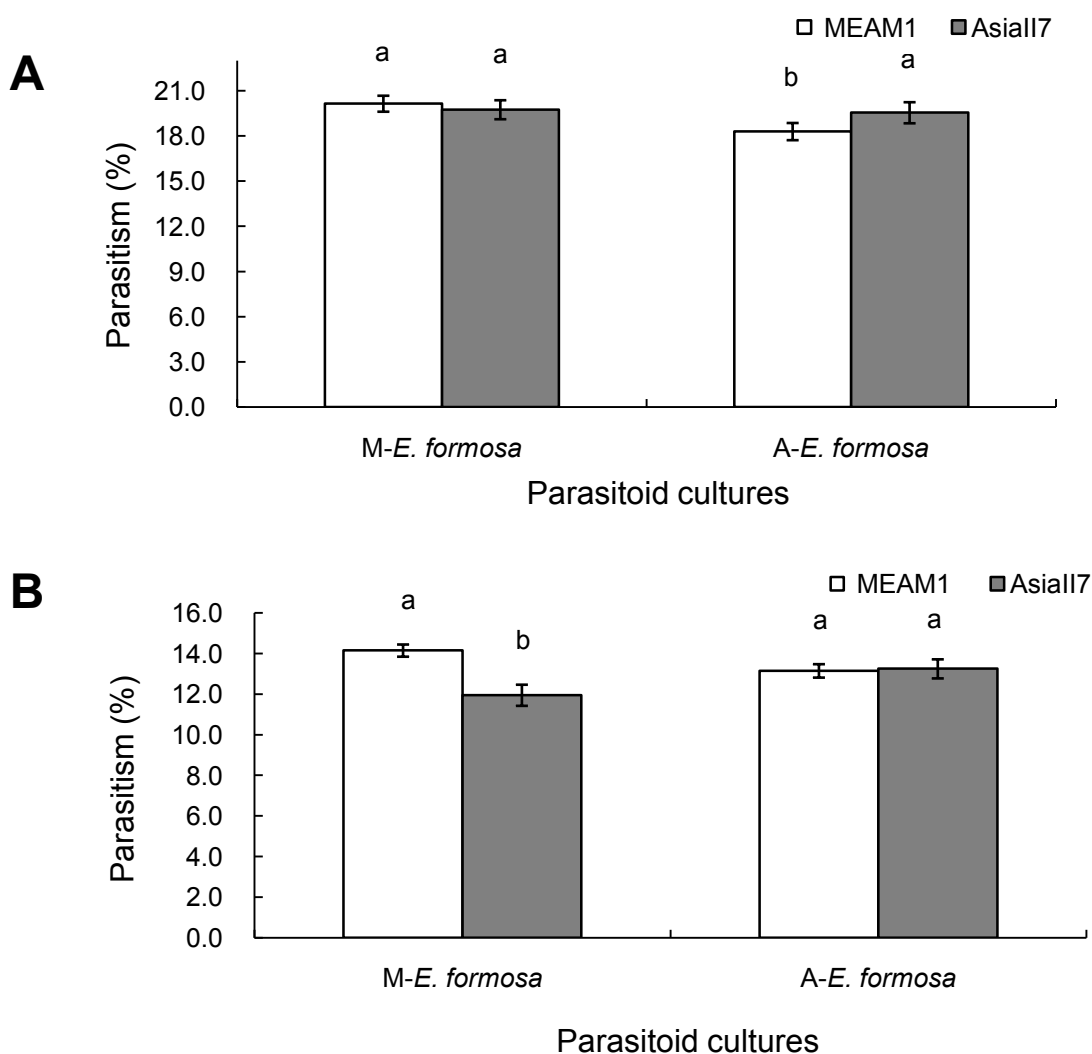 MEAM1 AsiaII7
A
a a b a
21.0
18.0
15.0
12.0
9.0
6.0
3.0
0.0
Parasitism (%)
M-E. formosa A-E. formosa
Parasitoid cultures
B
MEAM1 AsiaII7
a b a a
16.0
14.0
12.0
10.0
8.0
6.0
4.0
2.0
0.0
Parasitism (%)
M-E. formosa A-E. formosa
Parasitoid cultures